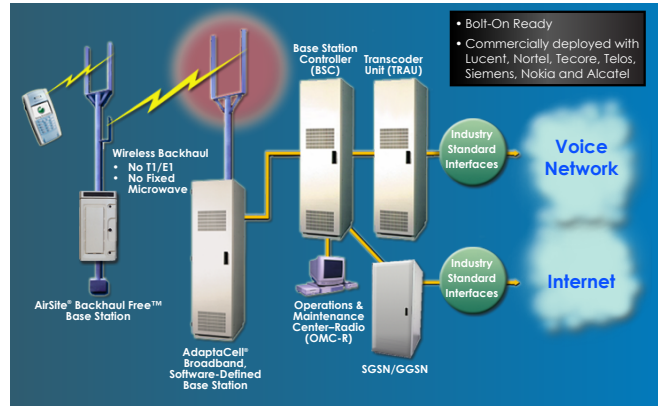 • Bolt-On Ready
• Commercially deployed with
Lucent, Nortel, Tecore, Telos,
Siemens, Nokia and Alcatel
Base Station
Controller
(BSC)
Transcoder
Unit (TRAU)
Wireless Backhaul
• No T1/E1
• No Fixed
Microwave
Industry
Standard
Interfaces
Voice
Network
AirSite® Backhaul Free™
Base Station
AdaptaCell®
Broadband,
Software-Defined
Base Station
Operations &
Maintenance
Center–Radio
(OMC-R)
SGSN/GGSN
Industry
Standard
Interfaces
Internet